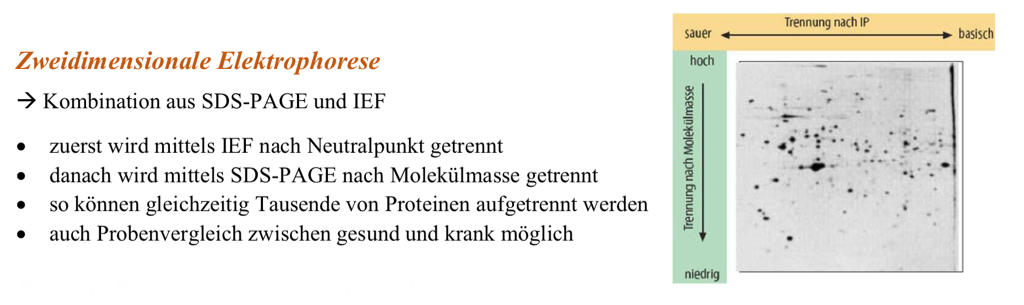 Zweidimensionale Elektrophorese
→ Kombination aus SDS-PAGE und IEF
• zuerst wird mittels IEF nach Neutralpunkt getrennt
• danach wird mittels SDS-PAGE nach Molekülmasse getrennt
• so können gleichzeitig Tausende von Proteinen aufgetrennt werden
• auch Probenvergleich zwischen gesund und krank möglich
Trennung nach IP
sauer
basisch
hoch
Trennung nach Molekülmasse
niedrig